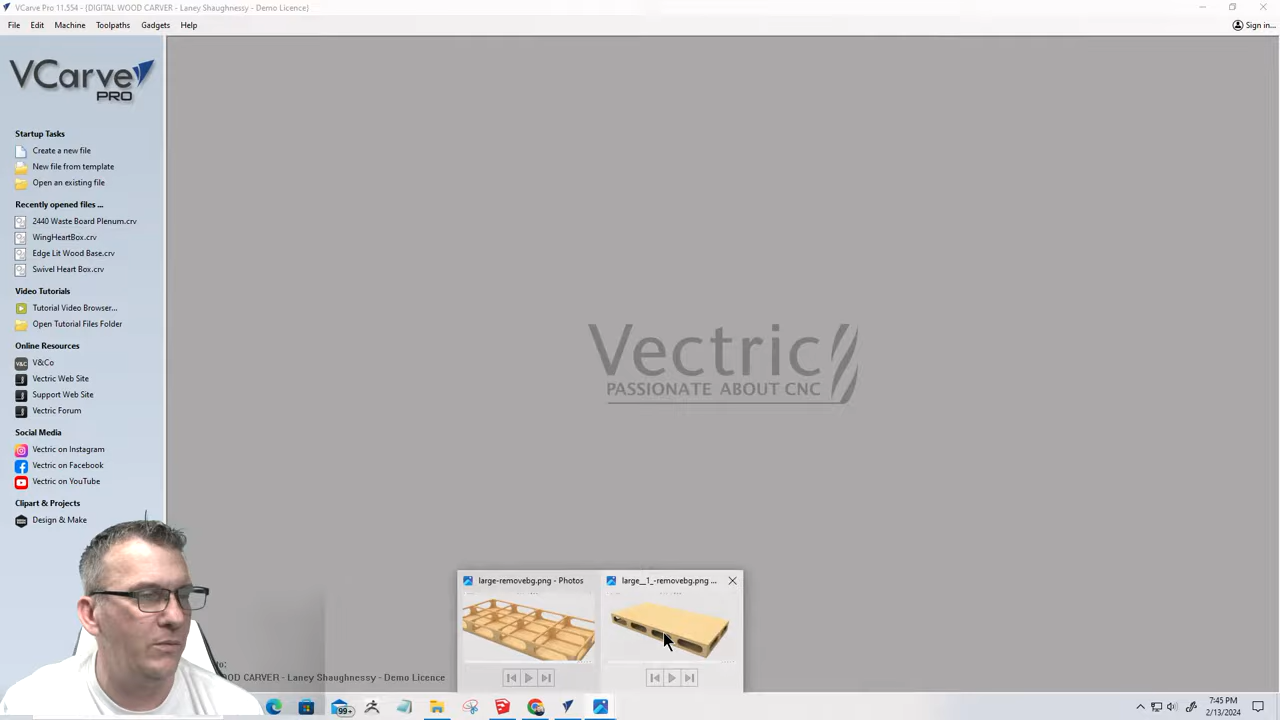 VCarve Pro 11.554 - {DIGITAL WOOD CARVER - Laney Shaughnessy - Demo Licence}
File Edit Machine Toolpaths Gadgets Help
Sign in...
VCarve
PRO
Startup Tasks
Create a new file
New file from template
Open an existing file
Recently opened files ...
2440 Waste Board Plenum.crv
WingHeartBox.crv
Edge Lit Wood Base.crv
Swivel Heart Box.crv
Video Tutorials
Tutorial Video Browser...
Open Tutorial Files Folder
Online Resources
V&Co
Vectric Web Site
Support Web Site
Vectric Forum
Social Media
Vectric on Instagram
Vectric on Facebook
Vectric on YouTube
Clipart & Projects
Design & Make
Vectric
PASSIONATE ABOUT CNC
large-removebg.png - Photos
large__1_-removebg.png ...
to:
OOD CARVER - Laney Shaughnessy - Demo Licence
99+
7:45 PM
2/13/2024